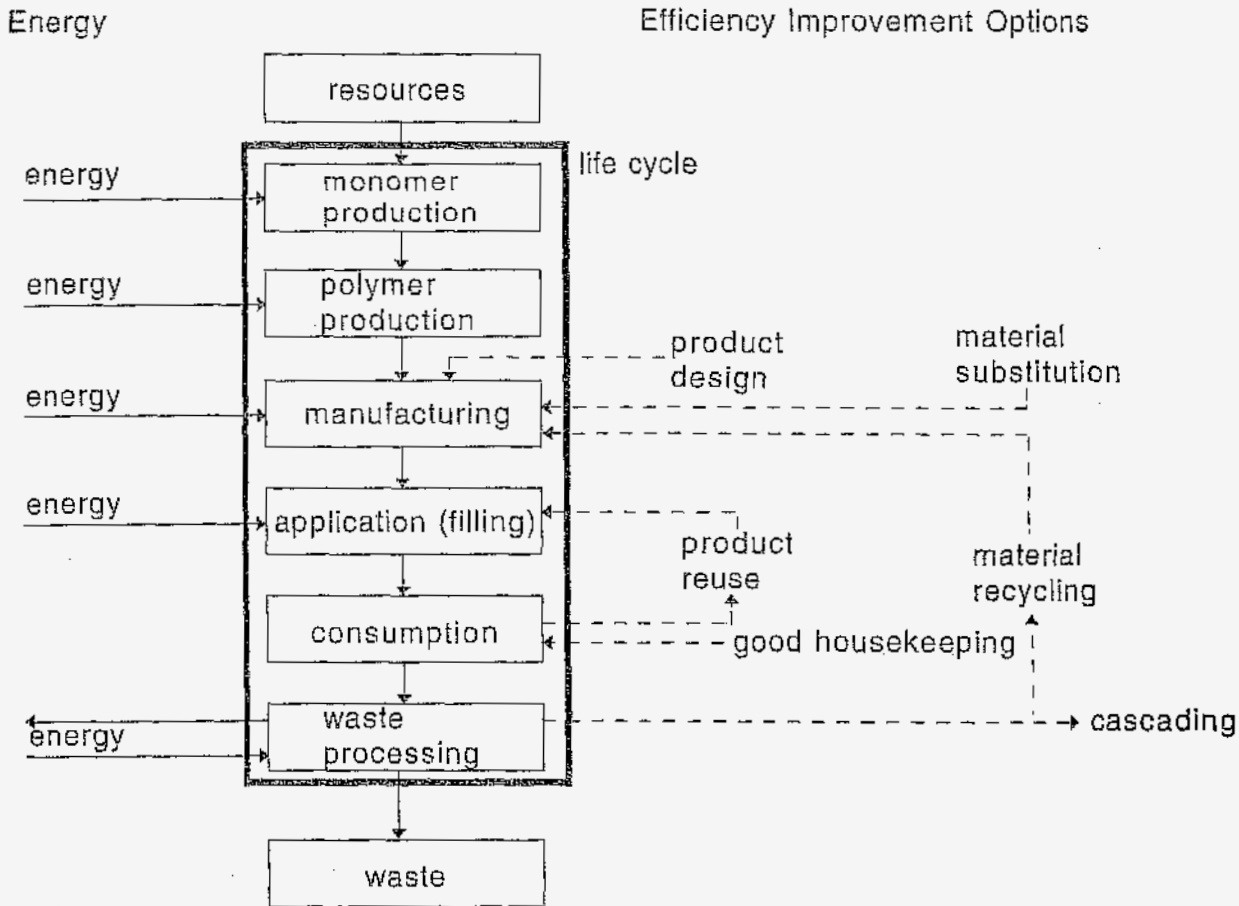 Energy
Efficiency Improvement Options
resources
life cycle
energy
monomer
production
energy
polymer
production
product
design
material
substitution
energy
manufacturing
energy
application (filling)
product
reuse
material
recycling
consumption
good housekeeping
energy
waste
processing
cascading
waste